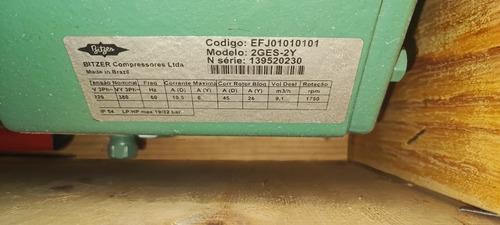 Bitzer
Codigo: EFJ01010101
Modelo: 2GES-2Y
N série: 139520230
BITZER Compressores Ltda
Made in Brazil
Tensão Nominal Freq Corrente Maxima Corr Rotor Bloq Vol Desl Rotação
V 3Ph~ VY 3Ph~ Hz A (D) A (Y) A (D) A (Y) m3/h rpm
220 380 60 10,3 6 45 26 9,1 1750
IP 54 LP/HP max 19/32 bar